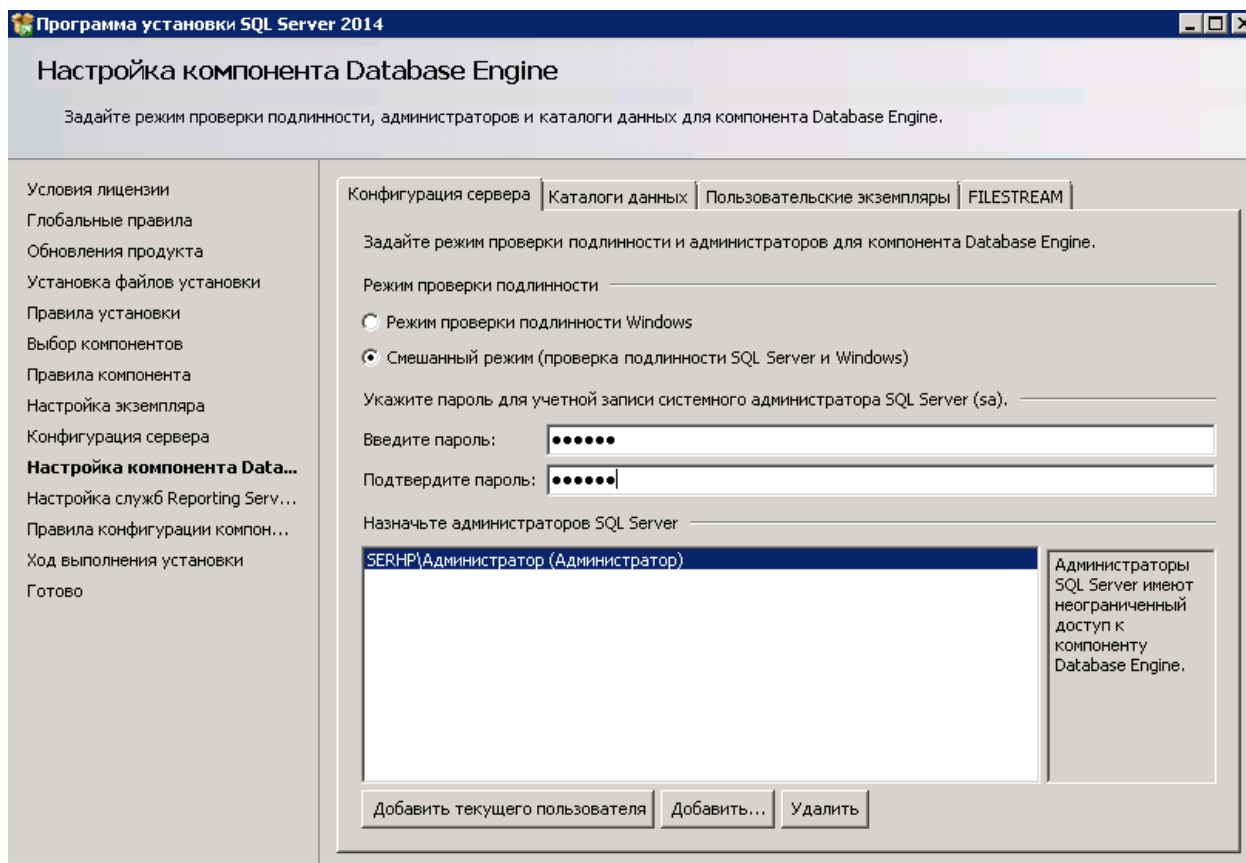 Программа установки SQL Server 2014
Настройка компонента Database Engine
Задайте режим проверки подлинности, администраторов и каталоги данных для компонента Database Engine.
Условия лицензии
Глобальные правила
Обновления продукта
Установка файлов установки
Правила установки
Выбор компонентов
Правила компонента
Настройка экземпляра
Конфигурация сервера
Настройка компонента Data...
Настройка служб Reporting Serv...
Правила конфигурации компон...
Ход выполнения установки
Готово
Конфигурация сервера Каталоги данных Пользовательские экземпляры FILESTREAM
Задайте режим проверки подлинности и администраторов для компонента Database Engine.
Режим проверки подлинности
Режим проверки подлинности Windows
Смешанный режим (проверка подлинности SQL Server и Windows)
Укажите пароль для учетной записи системного администратора SQL Server (sa).
Введите пароль: ●●●●●●
Подтвердите пароль: ●●●●●●
Назначьте администраторов SQL Server
SERHP\Администратор (Администратор)
Администраторы
SQL Server имеют
неограниченный
доступ к
компоненту
Database Engine.
Добавить текущего пользователя Добавить... Удалить